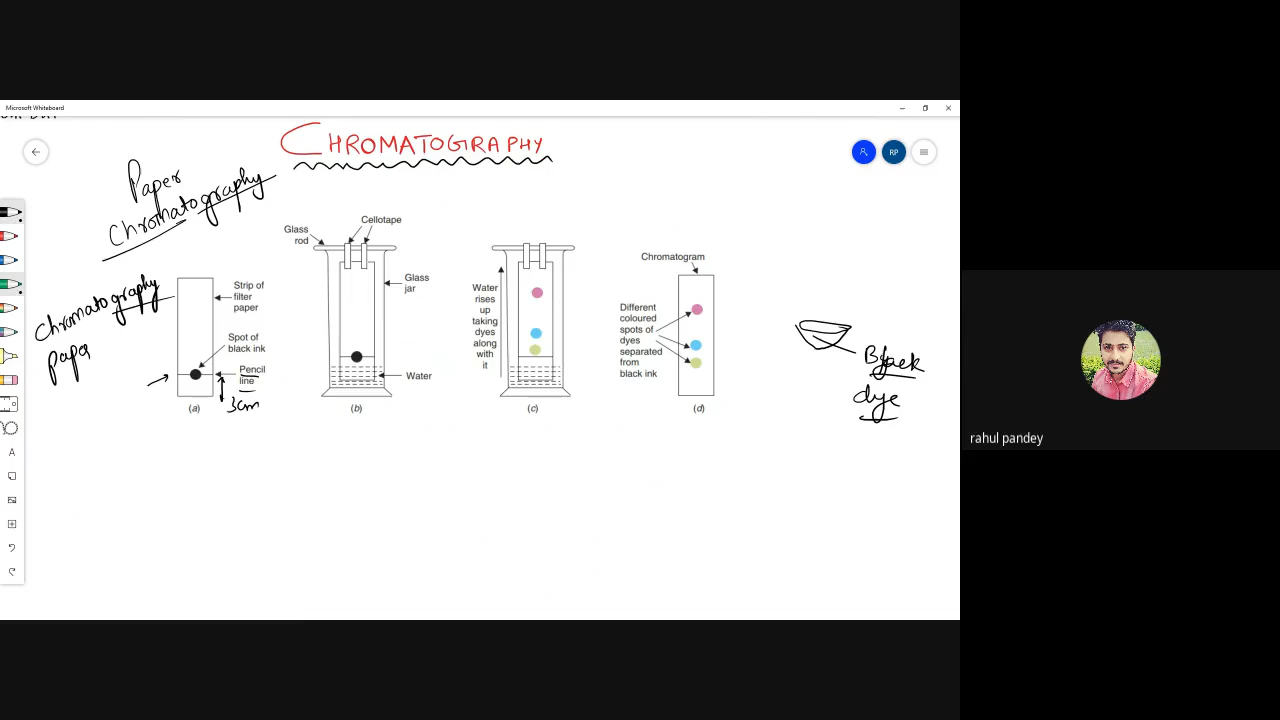 Microsoft Whiteboard
CHROMATOGRAPHY
RP
Paper
Chromatography
Chromatography
Paper
Strip of
filter
paper
Spot of
black ink
Pencil
line
3cm
(a)
Glass
rod
Cellotape
Glass
jar
Water
(b)
Water
rises
up
taking
dyes
along
with
it
(c)
Chromatogram
Different
coloured
spots of
dyes
separated
from
black ink
(d)
Black
dye
rahul pandey